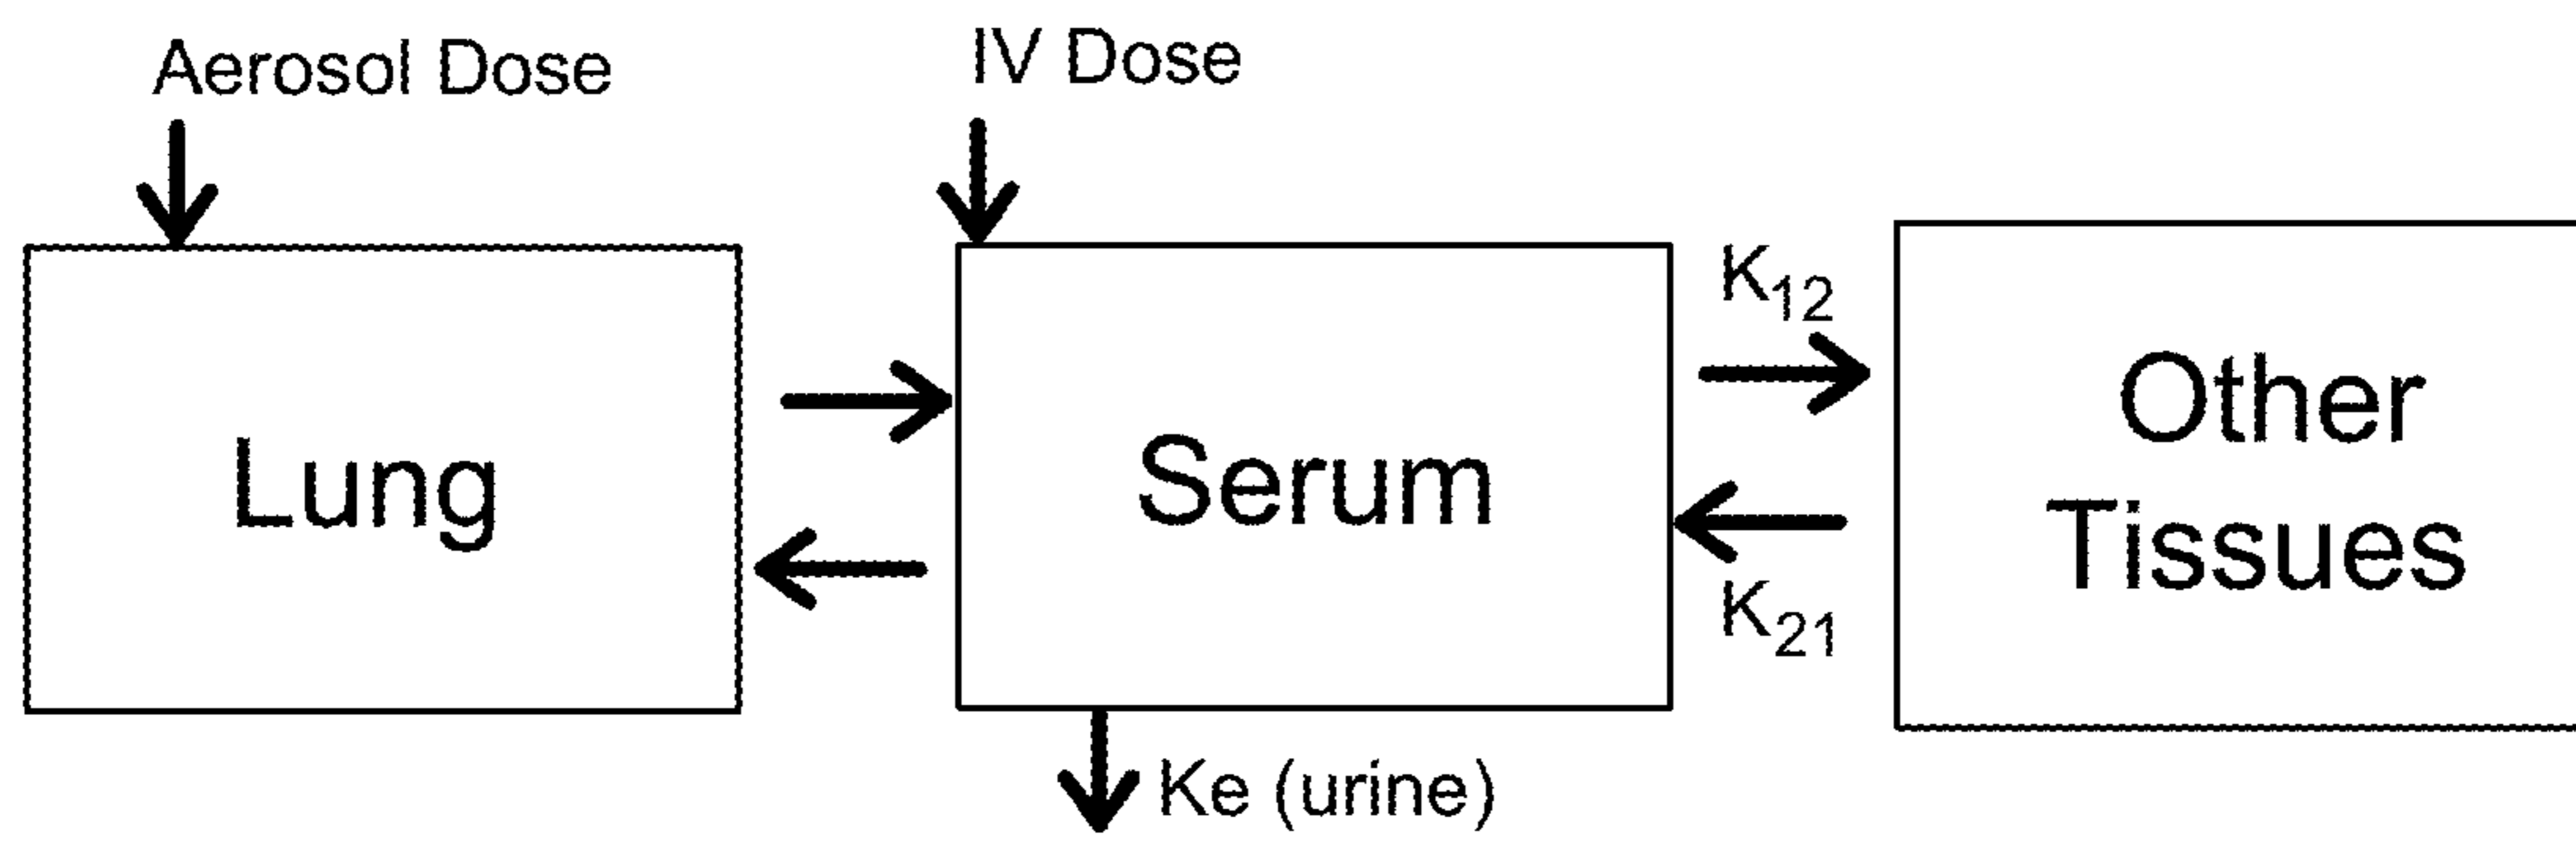 Aerosol Dose
IV Dose
Lung
Serum
K12
K21
Other
Tissues
Ke (urine)